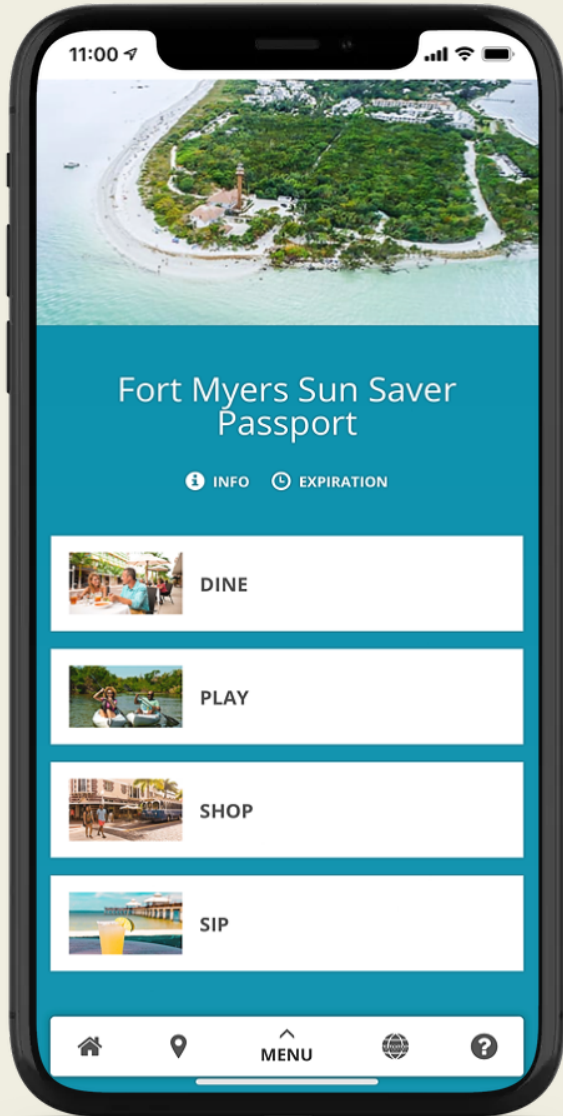 11:00
Fort Myers Sun Saver
Passport
INFO
EXPIRATION
DINE
PLAY
SHOP
SIP
MENU